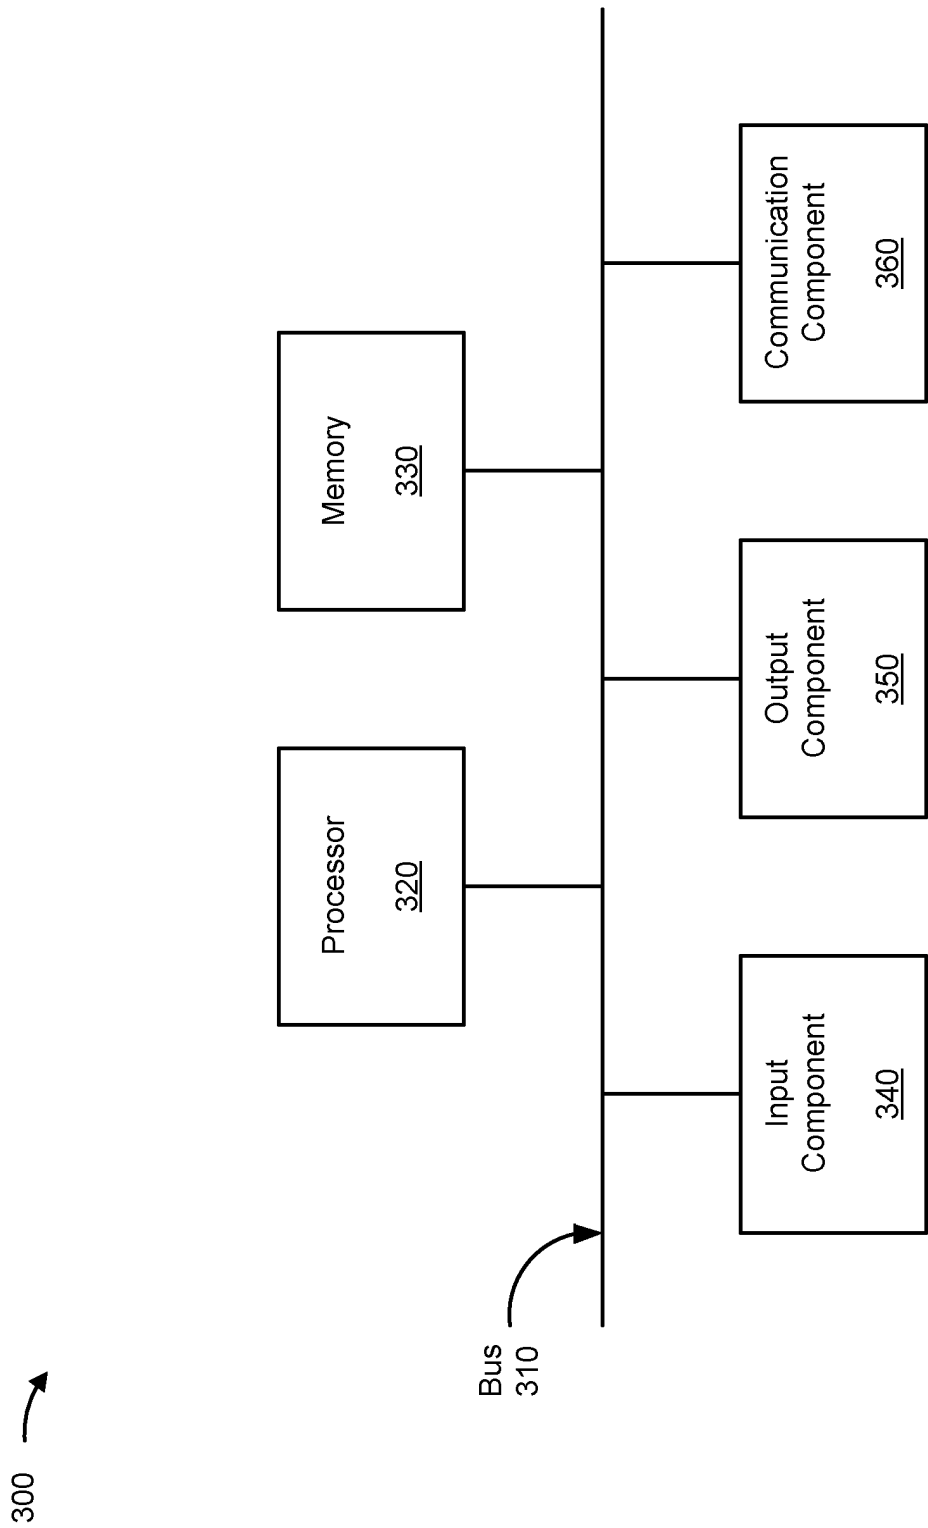 300
Processor
320
Memory
330
Bus
310
Input
Component
340
Output
Component
350
Communication
Component
360